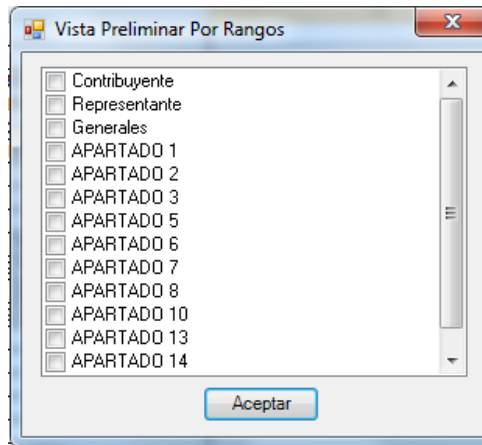 Vista Preliminar Por Rangos
Contribuyente
Representante
Generales
APARTADO 1
APARTADO 2
APARTADO 3
APARTADO 5
APARTADO 6
APARTADO 7
APARTADO 8
APARTADO 10
APARTADO 13
APARTADO 14
Aceptar